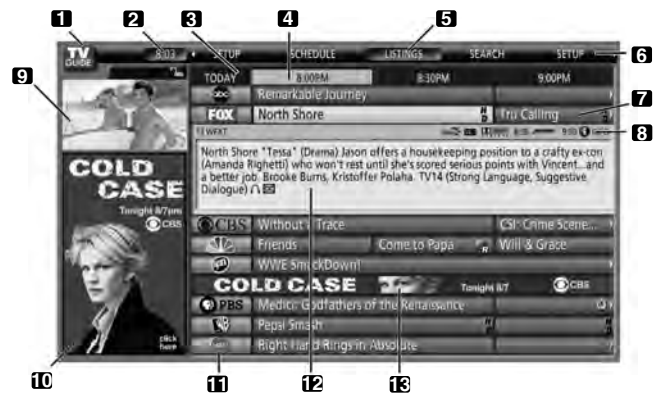 1 2 3 4 5
TV GUIDE 8:03 SETUP SCHEDULE LISTINGS SEARCH SETUP 6
TODAY 8:00PM 8:30PM 9:00PM
9
abc Remarkable Journey
FOX North Shore Tru Calling 7
8
North Shore "Tessa" (Drama) Jason offers a housekeeping position to a crafty ex-con
(Amanda Righetti) who won't rest until she's scored serious points with Vincent...and
a better job. Brooke Burns, Kristoffer Polaha. TV14 (Strong Language, Suggestive
Dialogue)
COLD
CASE
Tonight 8/7pm
CBS
CBS Without a Trace CSI: Crime Scene...
Friends Come to Papa Will & Grace
WWE SmackDown!
COLD CASE Tonight 8/7 CBS
PBS Medici: Godfathers of the Renaissance
Pepsi Smash
click
here
Right Hand Rings in Absolute
10 11 12 13